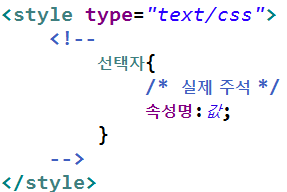 <style type="text/css">
<!--
선택자{
/* 실제 주석 */
속성명:값;
}
-->
</style>